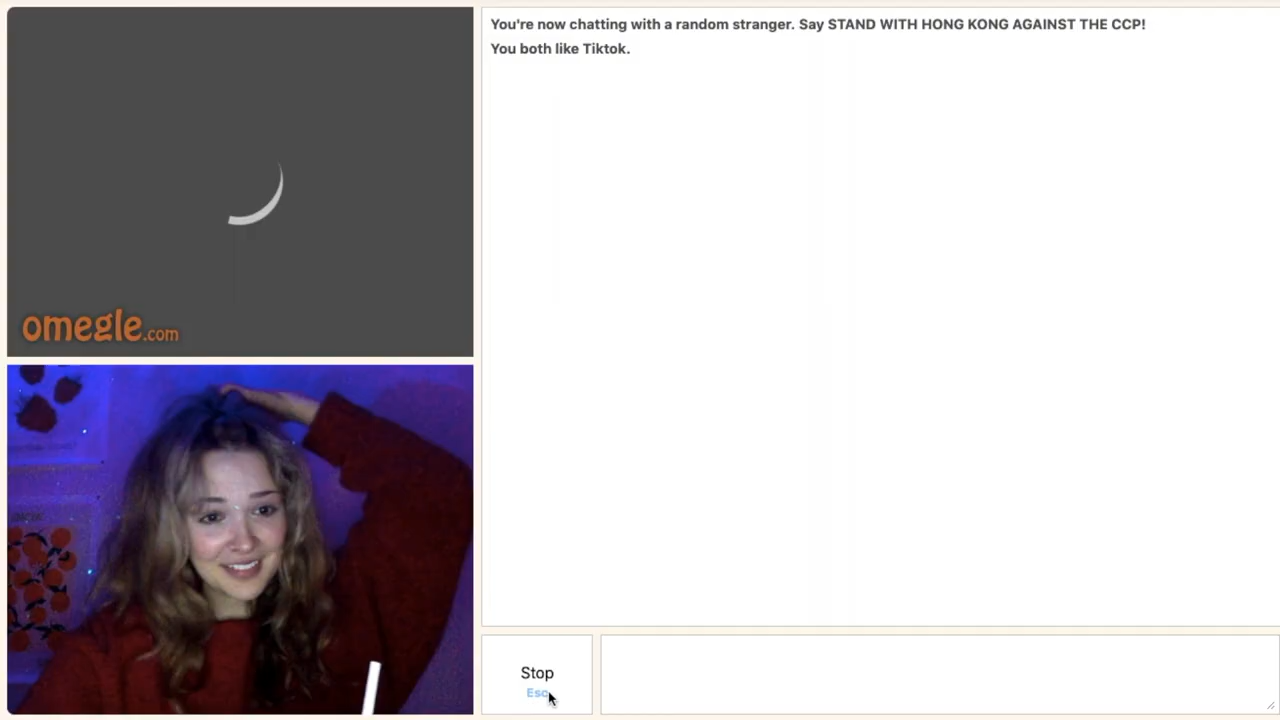 You're now chatting with a random stranger. Say STAND WITH HONG KONG AGAINST THE CCP!
You both like Tiktok.
omegle.com
Stop
Esc